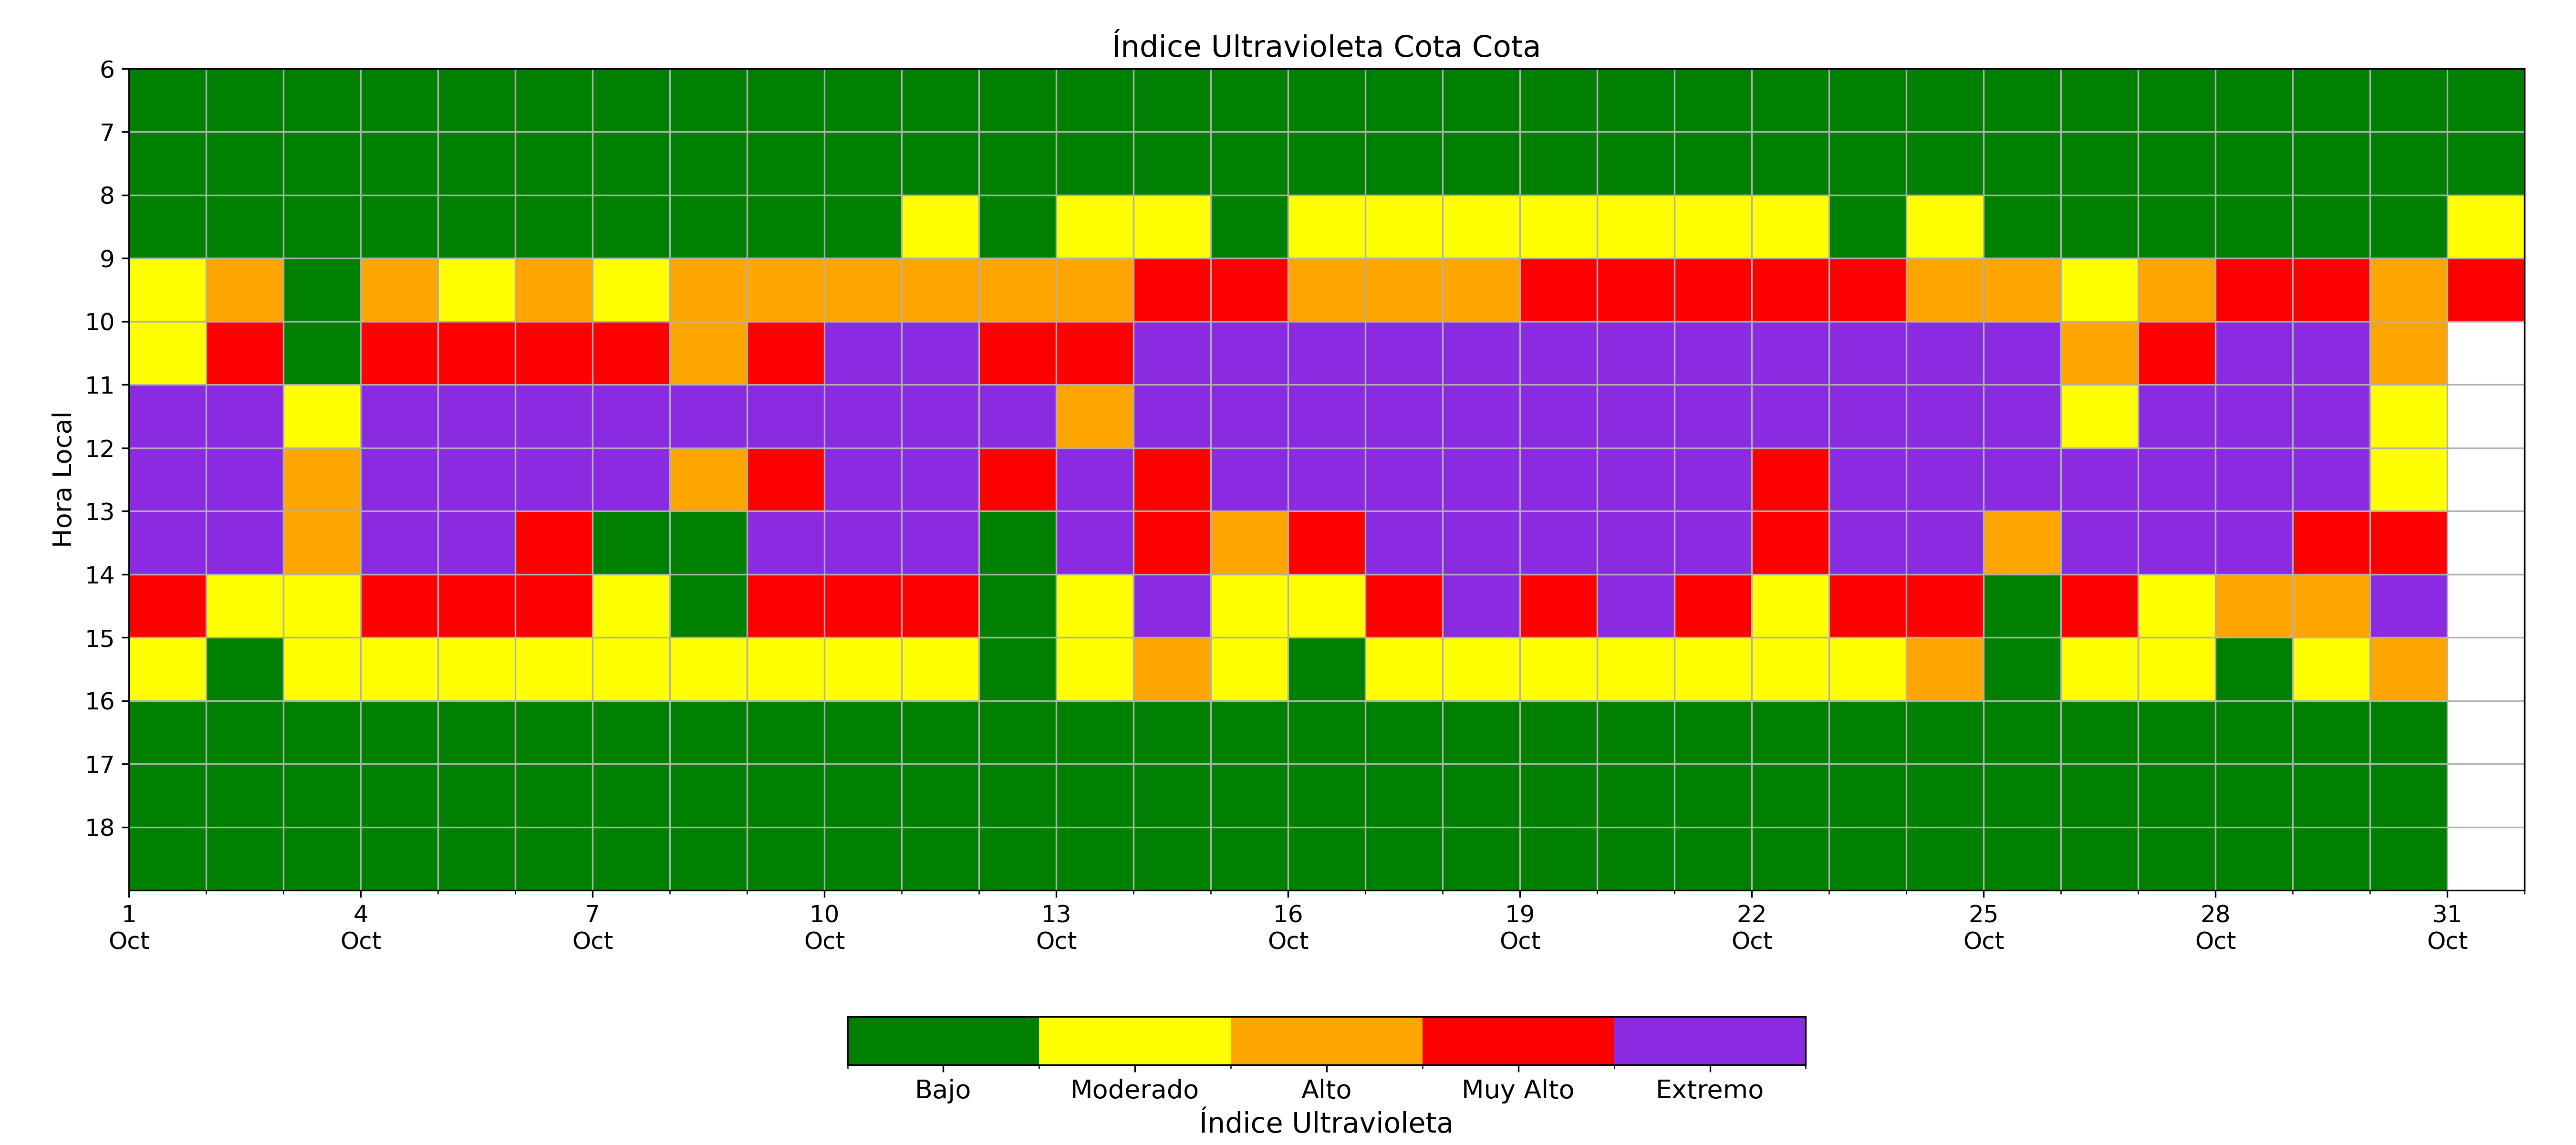 Índice Ultravioleta Cota Cota
Hora Local
6
7
8
9
10
11
12
13
14
15
16
17
18
1 4 7 10 13 16 19 22 25 28 31
Oct Oct Oct Oct Oct Oct Oct Oct Oct Oct Oct
Bajo Moderado Alto Muy Alto Extremo
Índice Ultravioleta